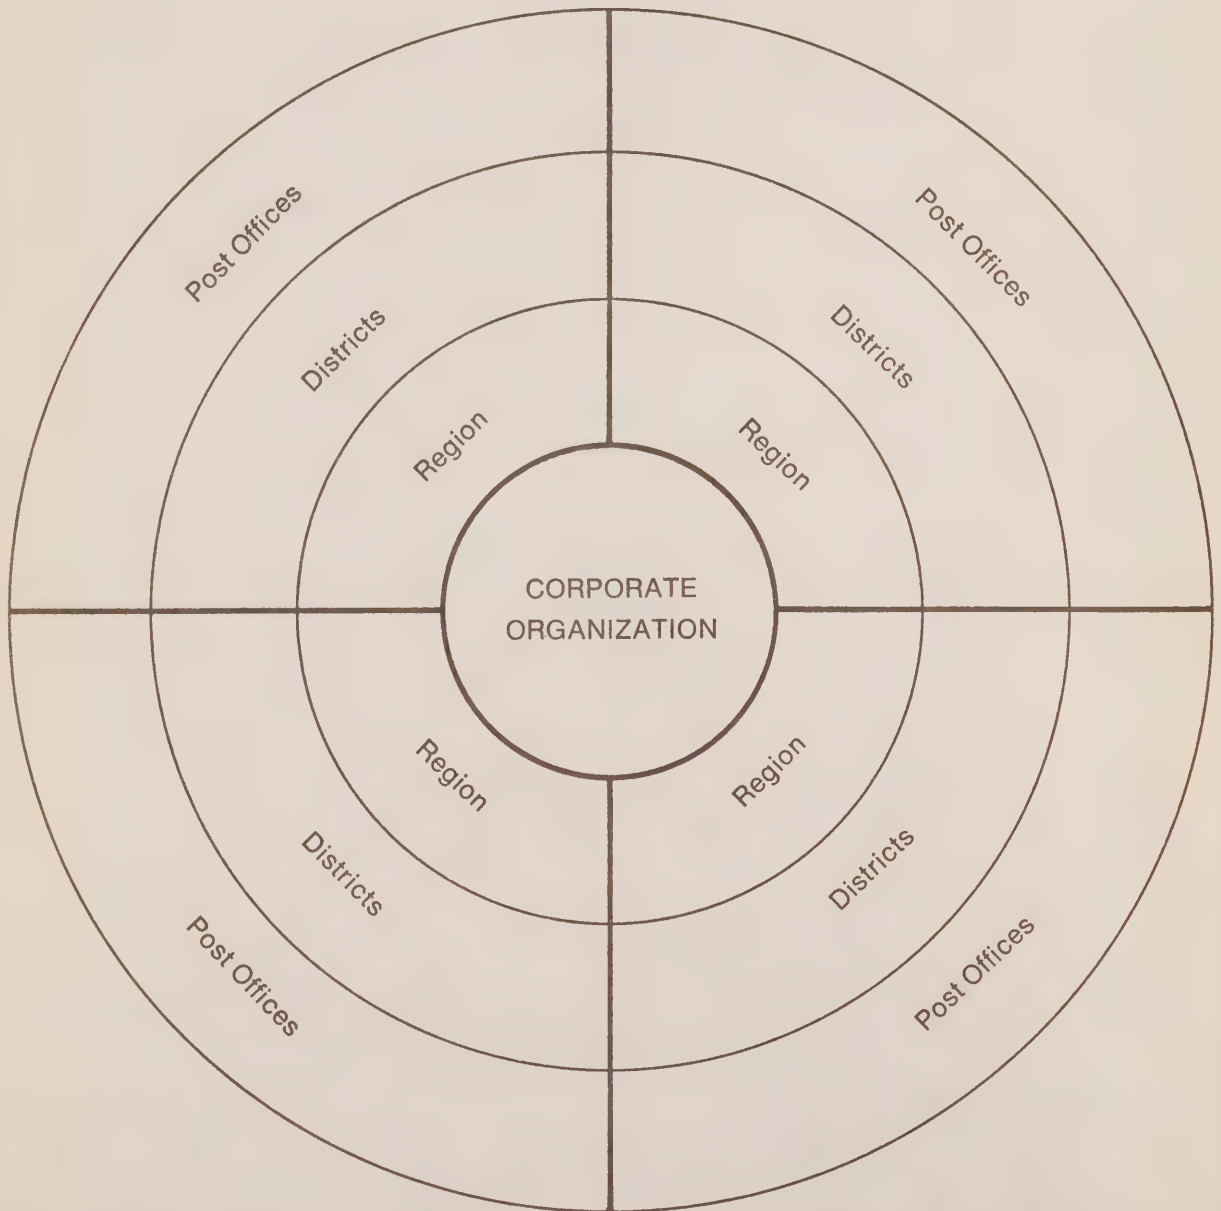 Post Offices
Post Offices
Districts
Districts
Region
Region
CORPORATE
ORGANIZATION
Region
Region
Districts
Districts
Post Offices
Post Offices